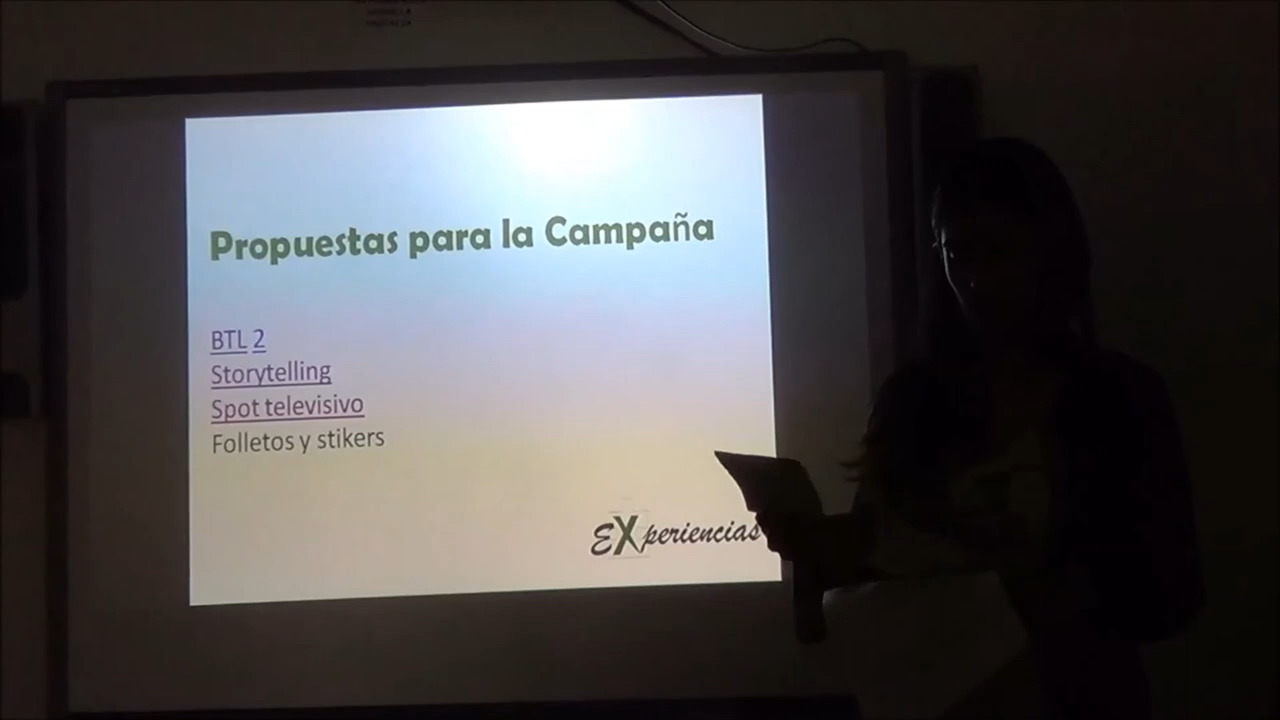 Propuestas para la Campaña
BTL 2
Storytelling
Spot televisivo
Folletos y stikers
eXperiencias